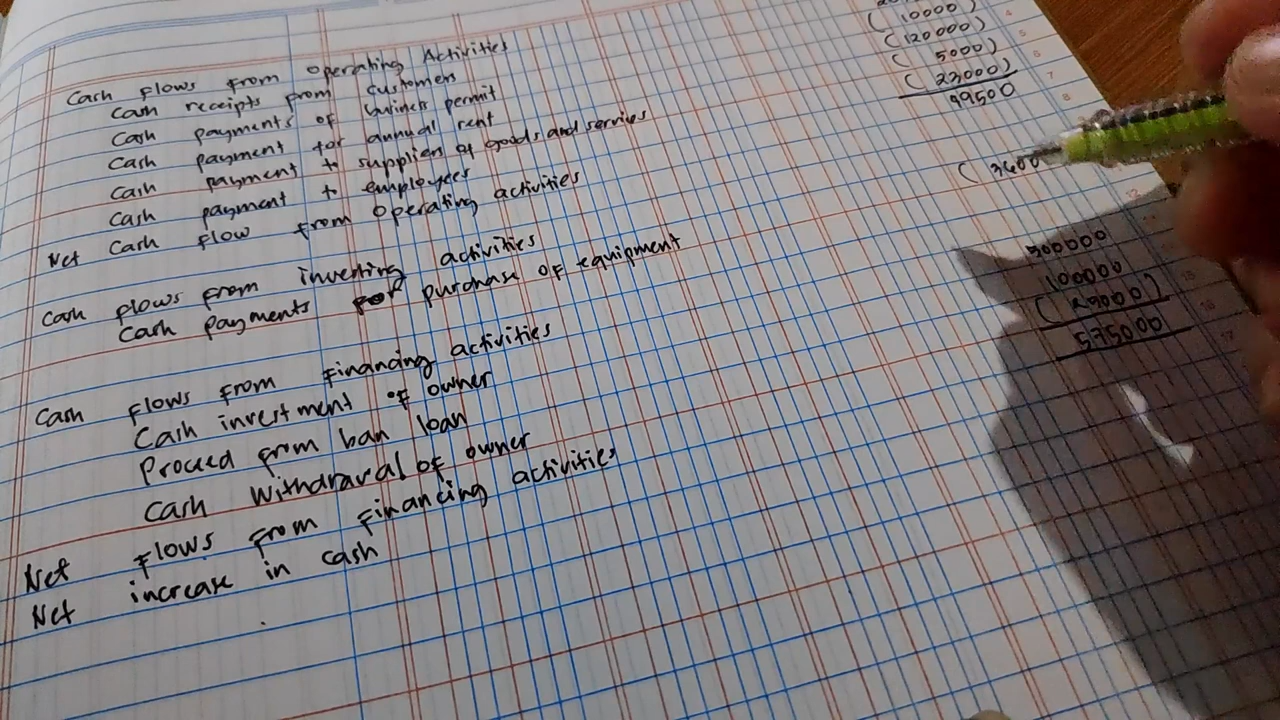 Cash flows from operating Activities
Cash receipts from customers ( 10000)
Cash payments of business permit (120000)
Cash payment for annual rent ( 5000)
Cash payment to suppliers of goods and services ( 23000)
Cash payment to employees 99500
Net Cash flow from operating activities
Cash flows from investing activities ( 3600
Cash payments for purchase of equipment
Cash flows from financing activities
Cash investment of owner 500000
Proceed from ban loan 100000
Cash withdraral of owner ( 25000)
Net flows from financing activities 575000
Net increase in cash